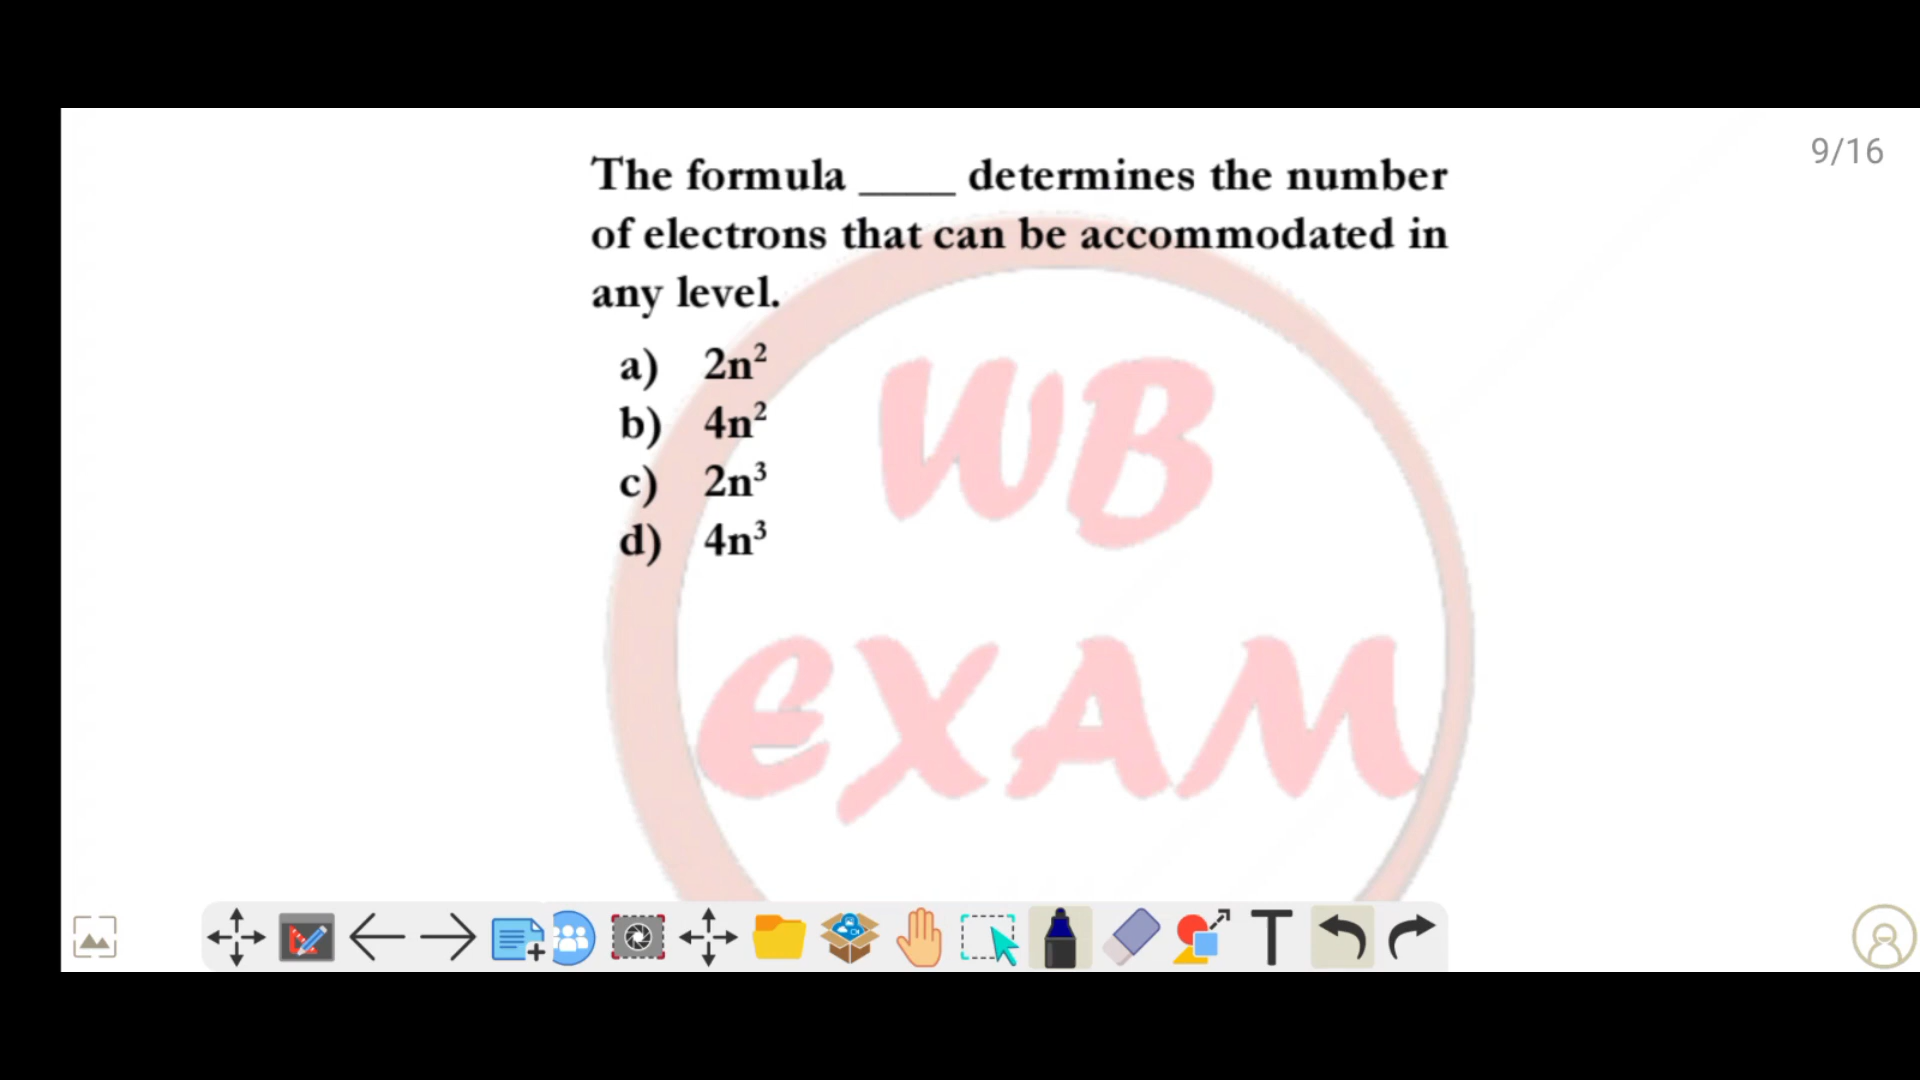 9/16
The formula ____ determines the number
of electrons that can be accommodated in
any level.
a) 2n²
b) 4n²
c) 2n³
d) 4n³
WB
EXAM
T